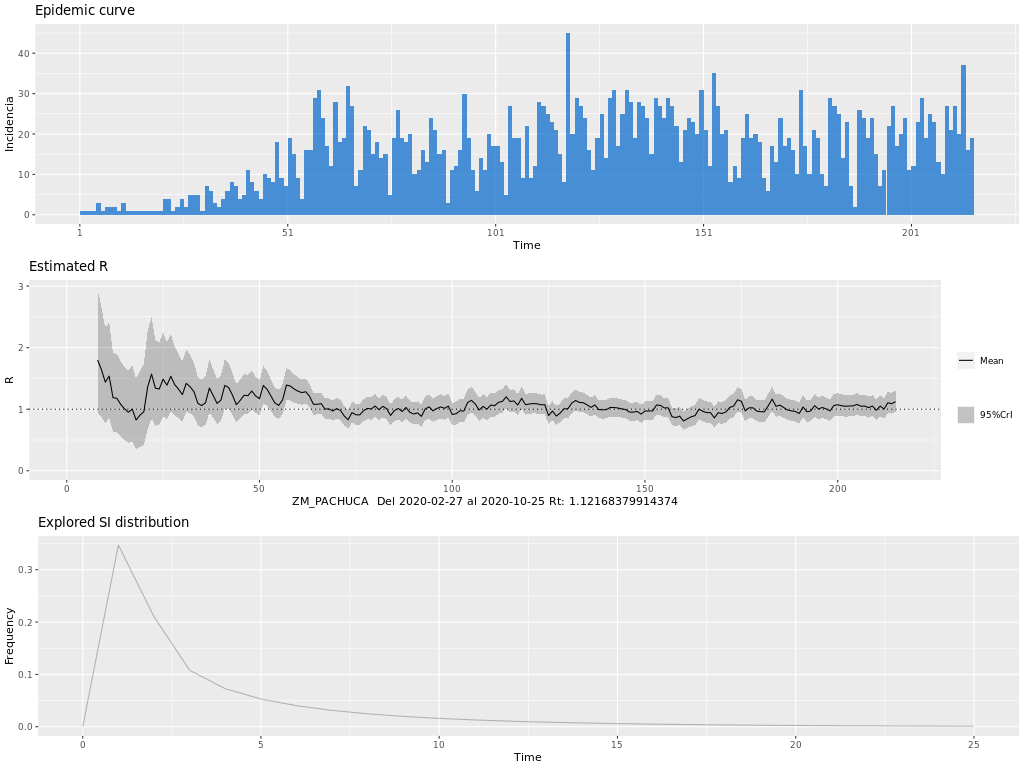 Epidemic curve
40
30
20
10
0
Incidencia
1 51 101 151 201
Time
Estimated R
3
2
1
0
R
Mean
95%CrI
0 50 100 150 200
ZM_PACHUCA Del 2020-02-27 al 2020-10-25 Rt: 1.12168379914374
Explored SI distribution
0.3
0.2
0.1
0.0
Frequency
0 5 10 15 20 25
Time